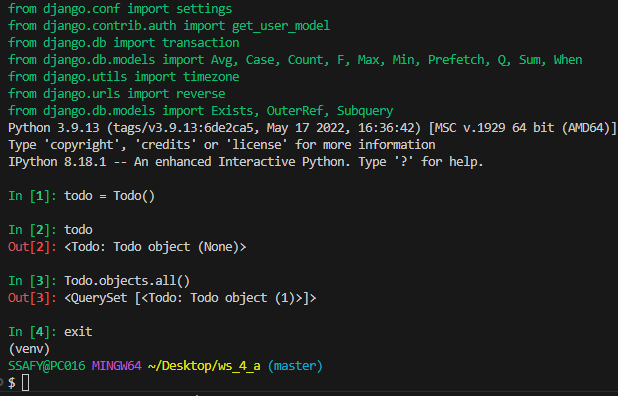 from django.conf import settings
from django.contrib.auth import get_user_model
from django.db import transaction
from django.db.models import Avg, Case, Count, F, Max, Min, Prefetch, Q, Sum, When
from django.utils import timezone
from django.urls import reverse
from django.db.models import Exists, OuterRef, Subquery
Python 3.9.13 (tags/v3.9.13:6de2ca5, May 17 2022, 16:36:42) [MSC v.1929 64 bit (AMD64)]
Type 'copyright', 'credits' or 'license' for more information
IPython 8.18.1 -- An enhanced Interactive Python. Type '?' for help.
In [1]: todo = Todo()
In [2]: todo
Out[2]: <Todo: Todo object (None)>
In [3]: Todo.objects.all()
Out[3]: <QuerySet [<Todo: Todo object (1)>]>
In [4]: exit
(venv)
SSAFY@PC016 MINGW64 ~/Desktop/ws_4_a (master)
$